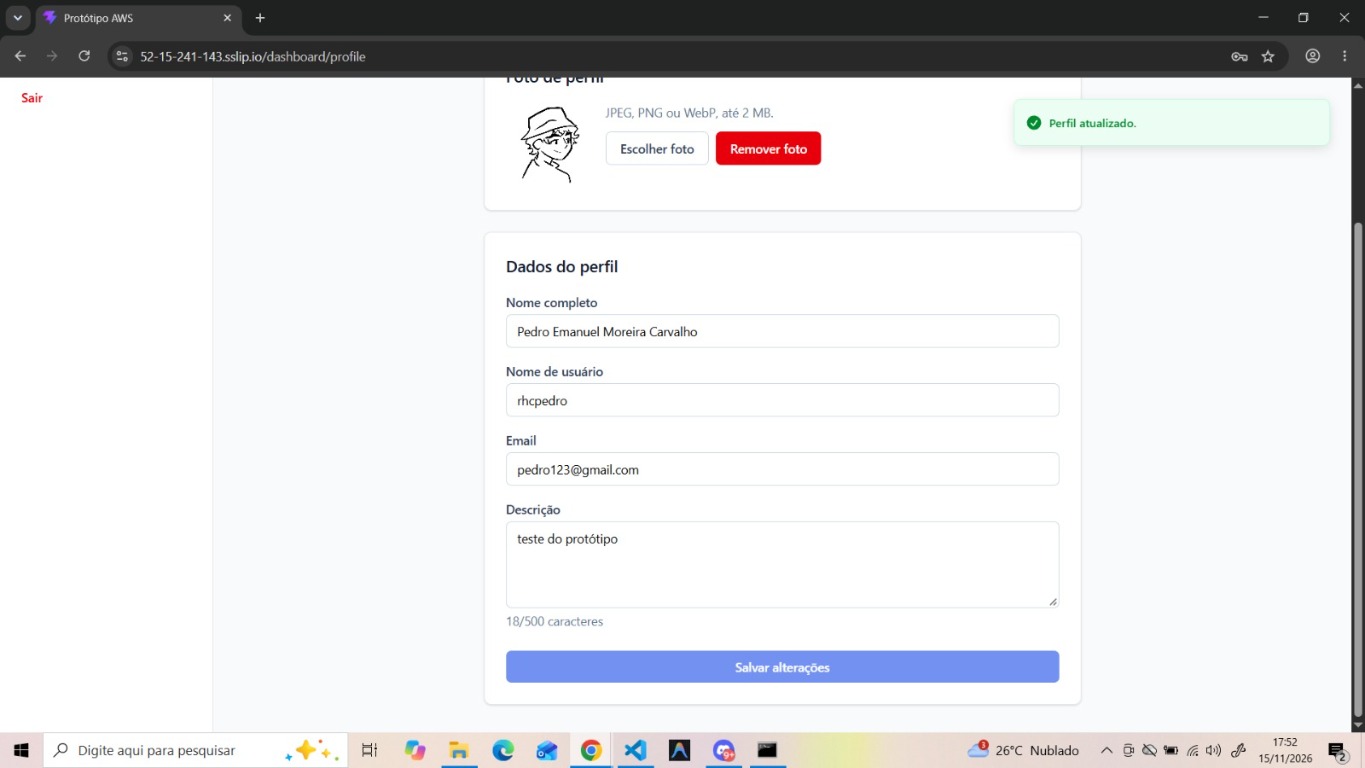 Protótipo AWS
52-15-241-143.sslip.io/dashboard/profile
Sair
Foto de perfil
JPEG, PNG ou WebP, até 2 MB.
Escolher foto
Remover foto
Perfil atualizado.
Dados do perfil
Nome completo
Pedro Emanuel Moreira Carvalho
Nome de usuário
rhcpedro
Email
pedro123@gmail.com
Descrição
teste do protótipo
18/500 caracteres
Salvar alterações
Digite aqui para pesquisar
3
26°C Nublado
17:52
15/11/2026
2